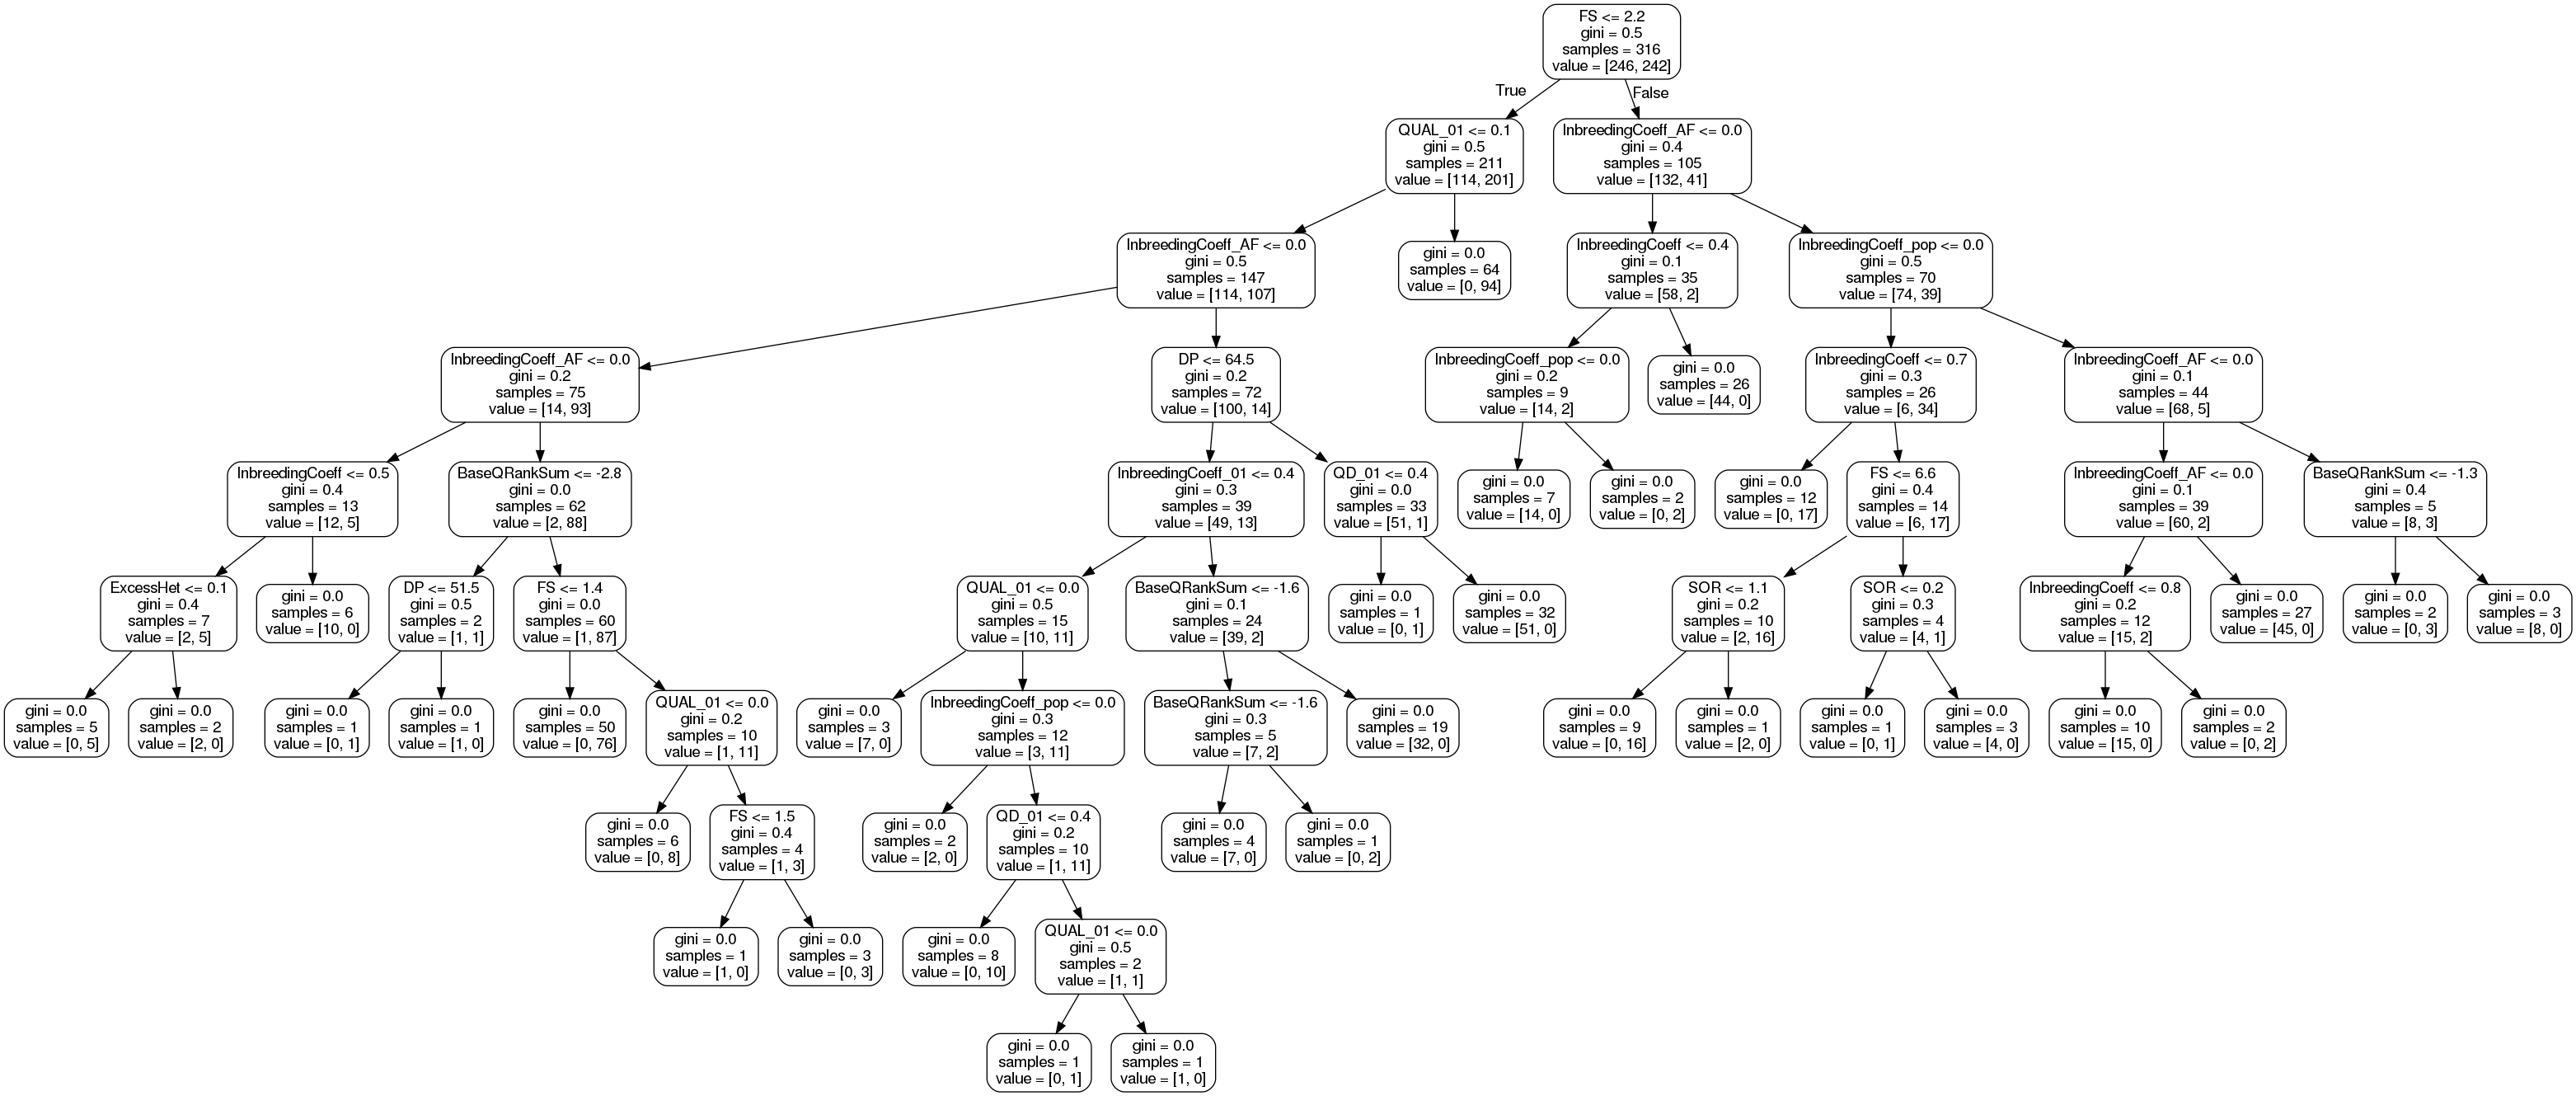 FS <= 2.2
gini = 0.5
samples = 316
value = [246, 242]
True
False
QUAL_01 <= 0.1
gini = 0.5
samples = 211
value = [114, 201]
InbreedingCoeff_AF <= 0.0
gini = 0.4
samples = 105
value = [132, 41]
InbreedingCoeff_AF <= 0.0
gini = 0.5
samples = 147
value = [114, 107]
gini = 0.0
samples = 64
value = [0, 94]
InbreedingCoeff <= 0.4
gini = 0.1
samples = 35
value = [58, 2]
InbreedingCoeff_pop <= 0.0
gini = 0.5
samples = 70
value = [74, 39]
InbreedingCoeff_AF <= 0.0
gini = 0.2
samples = 75
value = [14, 93]
DP <= 64.5
gini = 0.2
samples = 72
value = [100, 14]
InbreedingCoeff_pop <= 0.0
gini = 0.2
samples = 9
value = [14, 2]
gini = 0.0
samples = 26
value = [44, 0]
InbreedingCoeff <= 0.7
gini = 0.3
samples = 26
value = [6, 34]
InbreedingCoeff_AF <= 0.0
gini = 0.1
samples = 44
value = [68, 5]
InbreedingCoeff <= 0.5
gini = 0.4
samples = 13
value = [12, 5]
BaseQRankSum <= -2.8
gini = 0.0
samples = 62
value = [2, 88]
InbreedingCoeff_01 <= 0.4
gini = 0.3
samples = 39
value = [49, 13]
QD_01 <= 0.4
gini = 0.0
samples = 33
value = [51, 1]
gini = 0.0
samples = 7
value = [14, 0]
gini = 0.0
samples = 2
value = [0, 2]
gini = 0.0
samples = 12
value = [0, 17]
FS <= 6.6
gini = 0.4
samples = 14
value = [6, 17]
InbreedingCoeff_AF <= 0.0
gini = 0.1
samples = 39
value = [60, 2]
BaseQRankSum <= -1.3
gini = 0.4
samples = 5
value = [8, 3]
ExcessHet <= 0.1
gini = 0.4
samples = 7
value = [2, 5]
gini = 0.0
samples = 6
value = [10, 0]
DP <= 51.5
gini = 0.5
samples = 2
value = [1, 1]
FS <= 1.4
gini = 0.0
samples = 60
value = [1, 87]
QUAL_01 <= 0.0
gini = 0.5
samples = 15
value = [10, 11]
BaseQRankSum <= -1.6
gini = 0.1
samples = 24
value = [39, 2]
gini = 0.0
samples = 1
value = [0, 1]
gini = 0.0
samples = 32
value = [51, 0]
SOR <= 1.1
gini = 0.2
samples = 10
value = [2, 16]
SOR <= 0.2
gini = 0.3
samples = 4
value = [4, 1]
InbreedingCoeff <= 0.8
gini = 0.2
samples = 12
value = [15, 2]
gini = 0.0
samples = 27
value = [45, 0]
gini = 0.0
samples = 2
value = [0, 3]
gini = 0.0
samples = 3
value = [8, 0]
gini = 0.0
samples = 5
value = [0, 5]
gini = 0.0
samples = 2
value = [2, 0]
gini = 0.0
samples = 1
value = [0, 1]
gini = 0.0
samples = 1
value = [1, 0]
gini = 0.0
samples = 50
value = [0, 76]
QUAL_01 <= 0.0
gini = 0.2
samples = 10
value = [1, 11]
gini = 0.0
samples = 3
value = [7, 0]
InbreedingCoeff_pop <= 0.0
gini = 0.3
samples = 12
value = [3, 11]
BaseQRankSum <= -1.6
gini = 0.3
samples = 5
value = [7, 2]
gini = 0.0
samples = 19
value = [32, 0]
gini = 0.0
samples = 9
value = [0, 16]
gini = 0.0
samples = 1
value = [2, 0]
gini = 0.0
samples = 1
value = [0, 1]
gini = 0.0
samples = 3
value = [4, 0]
gini = 0.0
samples = 10
value = [15, 0]
gini = 0.0
samples = 2
value = [0, 2]
gini = 0.0
samples = 6
value = [0, 8]
FS <= 1.5
gini = 0.4
samples = 4
value = [1, 3]
gini = 0.0
samples = 2
value = [2, 0]
QD_01 <= 0.4
gini = 0.2
samples = 10
value = [1, 11]
gini = 0.0
samples = 4
value = [7, 0]
gini = 0.0
samples = 1
value = [0, 2]
gini = 0.0
samples = 1
value = [1, 0]
gini = 0.0
samples = 3
value = [0, 3]
gini = 0.0
samples = 8
value = [0, 10]
QUAL_01 <= 0.0
gini = 0.5
samples = 2
value = [1, 1]
gini = 0.0
samples = 1
value = [0, 1]
gini = 0.0
samples = 1
value = [1, 0]